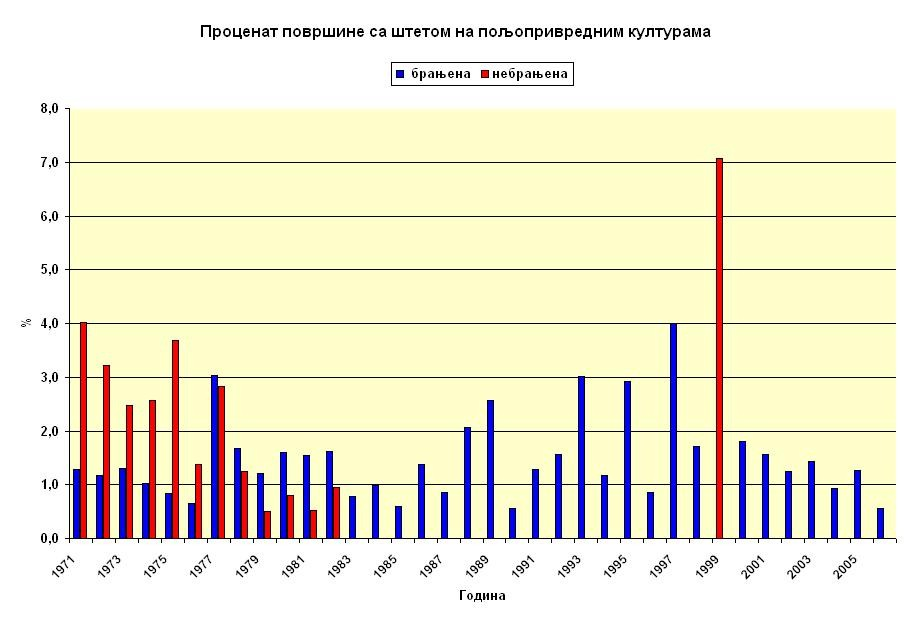 Проценат површине са штетом на пољопривредним културама
брањена небрањена
8,0
7,0
6,0
5,0
4,0
3,0
2,0
1,0
0,0
%
1971 1973 1975 1977 1979 1981 1983 1985 1987 1989 1991 1993 1995 1997 1999 2001 2003 2005
Година